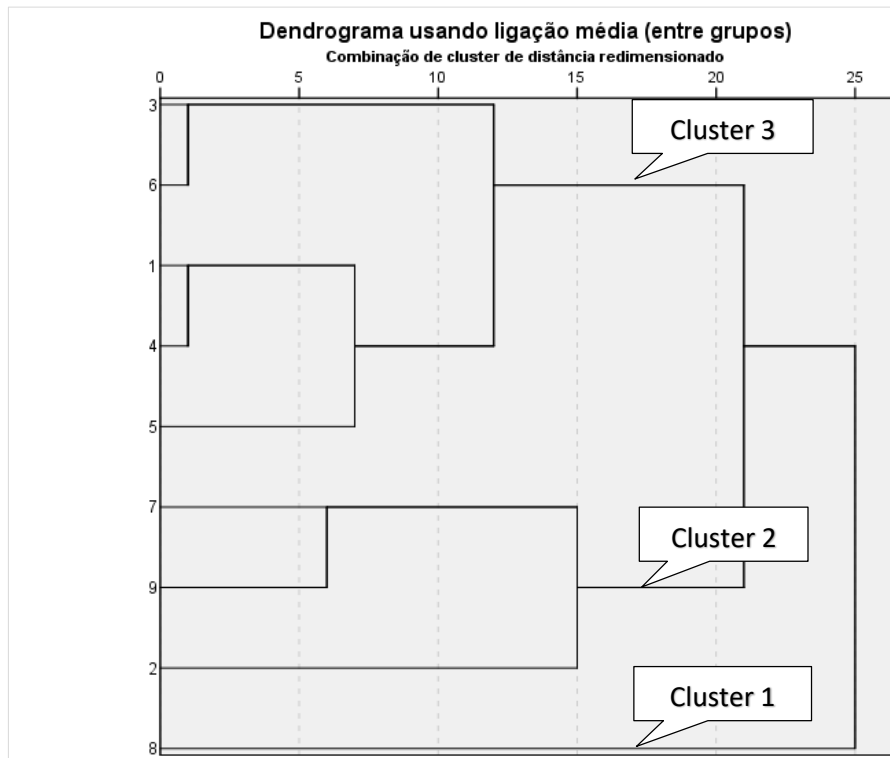 Dendrograma usando ligação média (entre grupos)
Combinação de cluster de distância redimensionado
0 5 10 15 20 25
3
Cluster 3
6
1
4
5
7
Cluster 2
9
2
Cluster 1
8